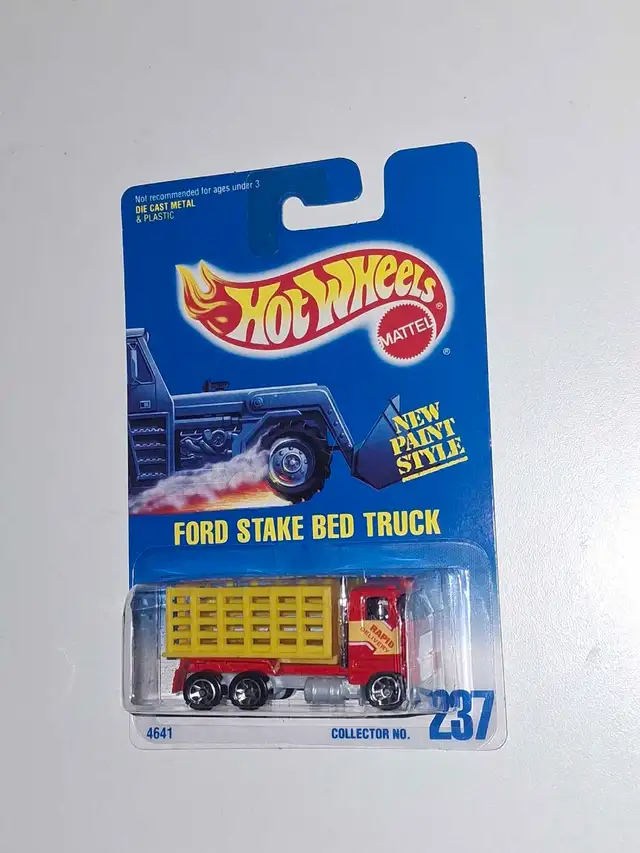 Not recommended for ages under 3
DIE CAST METAL
& PLASTIC
HOT WHEELS
®
MATTEL
®
NEW
PAINT
STYLE
FORD STAKE BED TRUCK
RAPID
DELIVERY
4641
COLLECTOR NO. 237